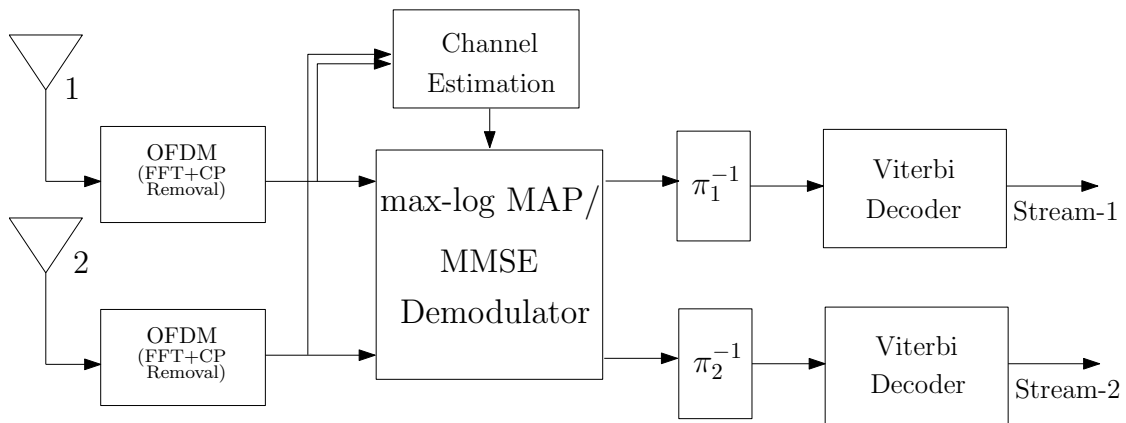 Channel
Estimation
1
OFDM
(FFT+CP
Removal)
max-log MAP/
MMSE
Demodulator
π₁⁻¹
Viterbi
Decoder
Stream-1
2
OFDM
(FFT+CP
Removal)
π₂⁻¹
Viterbi
Decoder
Stream-2